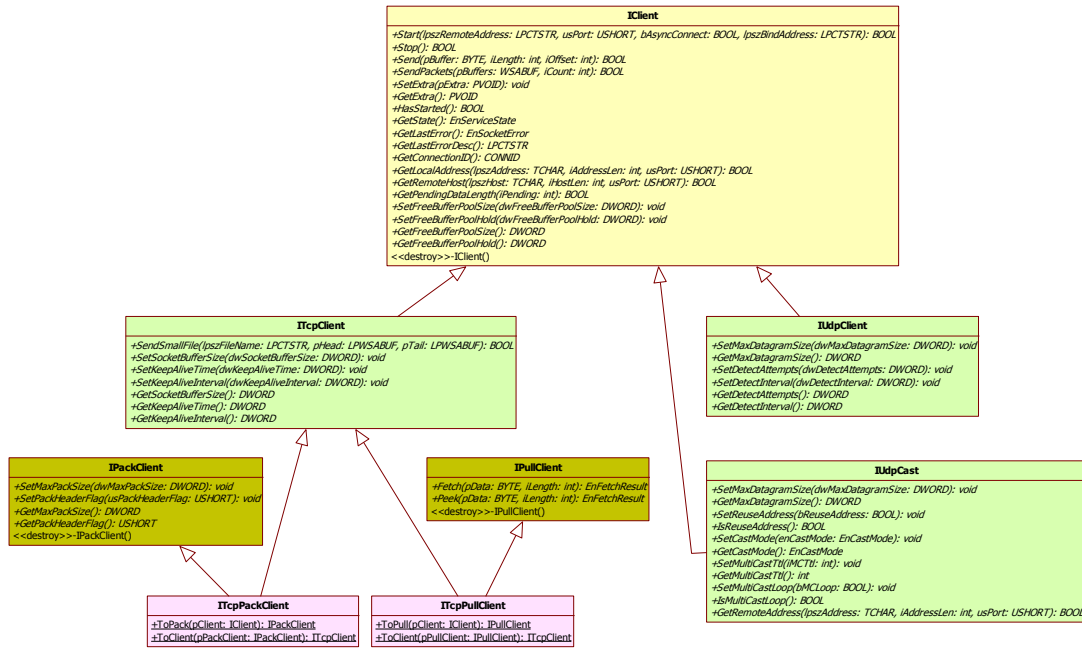 IClient
+Start(lpszRemoteAddress: LPCTSTR, usPort: USHORT, bAsyncConnect: BOOL, lpszBindAddress: LPCTSTR): BOOL
+Stop(): BOOL
+Send(pBuffer: BYTE, iLength: int, iOffset: int): BOOL
+SendPackets(pBuffers: WSABUF, iCount: int): BOOL
+SetExtra(pExtra: PVOID): void
+GetExtra(): PVOID
+HasStarted(): BOOL
+GetState(): EnServiceState
+GetLastError(): EnSocketError
+GetLastErrorDesc(): LPCTSTR
+GetConnectionID(): CONNID
+GetLocalAddress(lpszAddress: TCHAR, iAddressLen: int, usPort: USHORT): BOOL
+GetRemoteHost(lpszHost: TCHAR, iHostLen: int, usPort: USHORT): BOOL
+GetPendingDataLength(iPending: int): BOOL
+SetFreeBufferPoolSize(dwFreeBufferPoolSize: DWORD): void
+SetFreeBufferPoolHold(dwFreeBufferPoolHold: DWORD): void
+GetFreeBufferPoolSize(): DWORD
+GetFreeBufferPoolHold(): DWORD
<<destroy>>-IClient()
ITcpClient
+SendSmallFile(lpszFileName: LPCTSTR, pHead: LPWSABUF, pTail: LPWSABUF): BOOL
+SetSocketBufferSize(dwSocketBufferSize: DWORD): void
+SetKeepAliveTime(dwKeepAliveTime: DWORD): void
+SetKeepAliveInterval(dwKeepAliveInterval: DWORD): void
+GetSocketBufferSize(): DWORD
+GetKeepAliveTime(): DWORD
+GetKeepAliveInterval(): DWORD
IUdpClient
+SetMaxDatagramSize(dwMaxDatagramSize: DWORD): void
+GetMaxDatagramSize(): DWORD
+SetDetectAttempts(dwDetectAttempts: DWORD): void
+SetDetectInterval(dwDetectInterval: DWORD): void
+GetDetectAttempts(): DWORD
+GetDetectInterval(): DWORD
IPackClient
+SetMaxPackSize(dwMaxPackSize: DWORD): void
+SetPackHeaderFlag(usPackHeaderFlag: USHORT): void
+GetMaxPackSize(): DWORD
+GetPackHeaderFlag(): USHORT
<<destroy>>-IPackClient()
IPullClient
+Fetch(pData: BYTE, iLength: int): EnFetchResult
+Peek(pData: BYTE, iLength: int): EnFetchResult
<<destroy>>-IPullClient()
IUdpCast
+SetMaxDatagramSize(dwMaxDatagramSize: DWORD): void
+GetMaxDatagramSize(): DWORD
+SetReuseAddress(bReuseAddress: BOOL): void
+IsReuseAddress(): BOOL
+SetCastMode(enCastMode: EnCastMode): void
+GetCastMode(): EnCastMode
+SetMultiCastTtl(iMCTtl: int): void
+GetMultiCastTtl(): int
+SetMultiCastLoop(bMCLoop: BOOL): void
+IsMultiCastLoop(): BOOL
+GetRemoteAddress(lpszAddress: TCHAR, iAddressLen: int, usPort: USHORT): BOOL
ITcpPackClient
+ToPack(pClient: IClient): IPackClient
+ToClient(pPackClient: IPackClient): ITcpClient
ITcpPullClient
+ToPull(pClient: IClient): IPullClient
+ToClient(pPullClient: IPullClient): ITcpClient